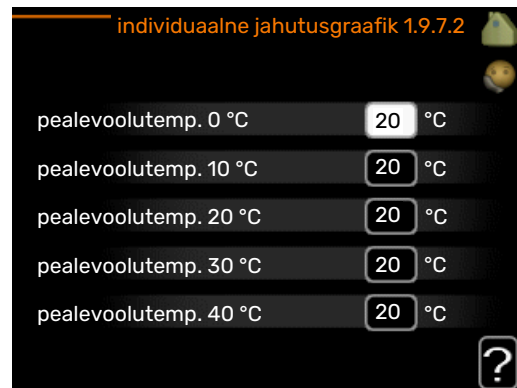 individuaalne jahutusgraafik 1.9.7.2
pealevoolutemp. 0 °C 20 °C
pealevoolutemp. 10 °C 20 °C
pealevoolutemp. 20 °C 20 °C
pealevoolutemp. 30 °C 20 °C
pealevoolutemp. 40 °C 20 °C
?